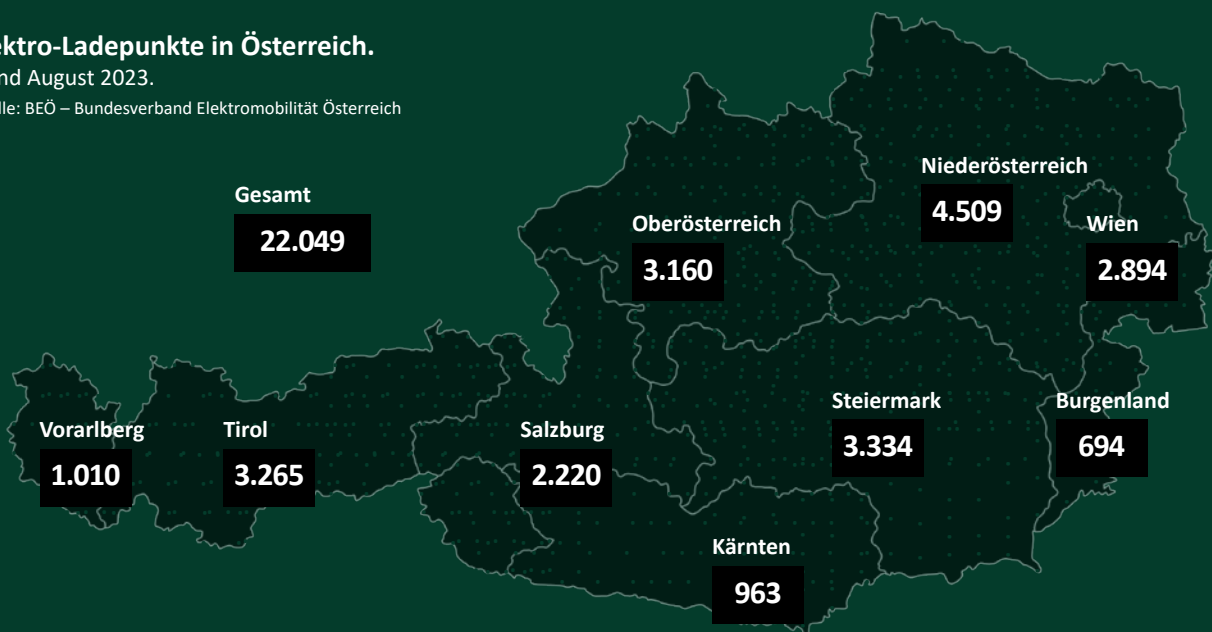 ektro-Ladepunkte in Österreich.
nd August 2023.
lle: BEÖ – Bundesverband Elektromobilität Österreich
Gesamt
22.049
Niederösterreich
4.509
Oberösterreich
3.160
Wien
2.894
Steiermark
3.334
Burgenland
694
Vorarlberg
1.010
Tirol
3.265
Salzburg
2.220
Kärnten
963